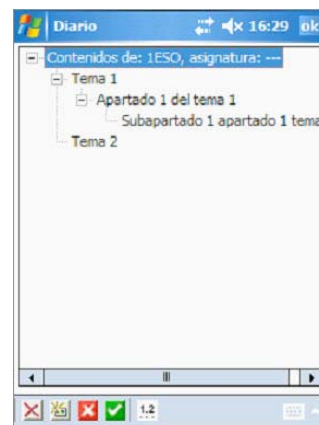 Diario 16:29 ok
Contenidos de: 1ESO, asignatura: ---
Tema 1
Apartado 1 del tema 1
Subapartado 1 apartado 1 tema
Tema 2
1.2